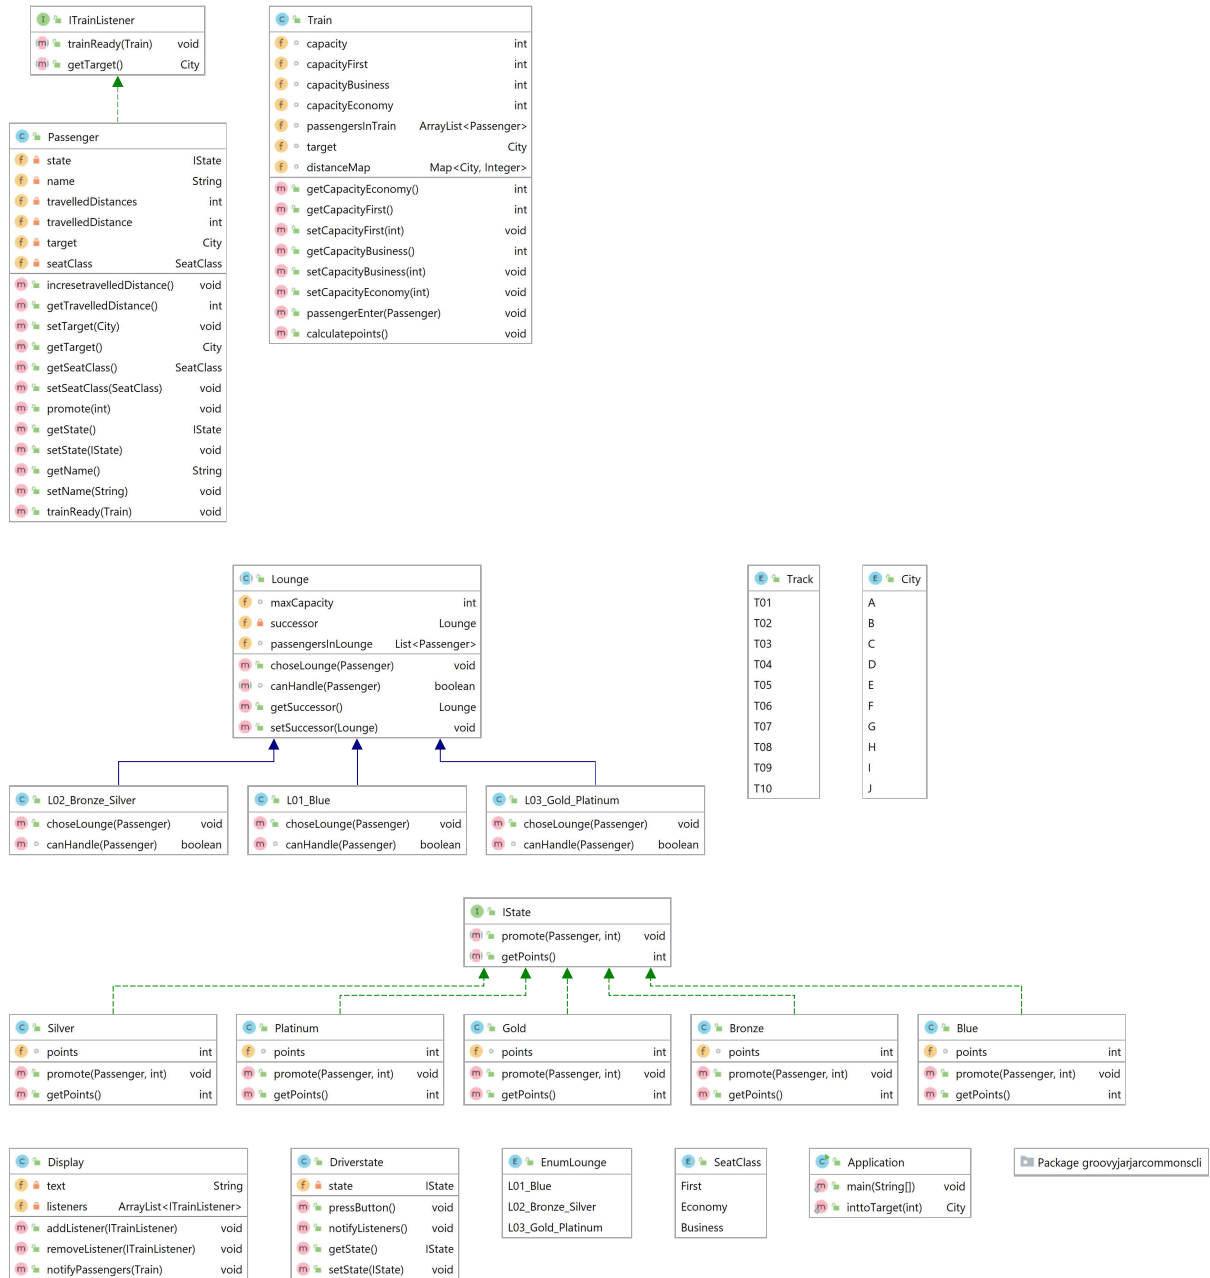 ITrainListener
trainReady(Train) void
getTarget() City
Train
capacity int
capacityFirst int
capacityBusiness int
capacityEconomy int
passengersInTrain ArrayList<Passenger>
target City
distanceMap Map<City, Integer>
getCapacityEconomy() int
getCapacityFirst() int
setCapacityFirst(int) void
getCapacityBusiness() int
setCapacityBusiness(int) void
setCapacityEconomy(int) void
passengerEnter(Passenger) void
calculatepoints() void
Passenger
state IState
name String
travelledDistances int
travelledDistance int
target City
seatClass SeatClass
incresetravelledDistance() void
getTravelledDistance() int
setTarget(City) void
getTarget() City
getSeatClass() SeatClass
setSeatClass(SeatClass) void
promote(int) void
getState() IState
setState(IState) void
getName() String
setName(String) void
trainReady(Train) void
Lounge
maxCapacity int
successor Lounge
passengersInLounge List<Passenger>
choseLounge(Passenger) void
canHandle(Passenger) boolean
getSuccessor() Lounge
setSuccessor(Lounge) void
Track
T01
T02
T03
T04
T05
T06
T07
T08
T09
T10
City
A
B
C
D
E
F
G
H
I
J
L02_Bronze_Silver
choseLounge(Passenger) void
canHandle(Passenger) boolean
L01_Blue
choseLounge(Passenger) void
canHandle(Passenger) boolean
L03_Gold_Platinum
choseLounge(Passenger) void
canHandle(Passenger) boolean
IState
promote(Passenger, int) void
getPoints() int
Silver
points int
promote(Passenger, int) void
getPoints() int
Platinum
points int
promote(Passenger, int) void
getPoints() int
Gold
points int
promote(Passenger, int) void
getPoints() int
Bronze
points int
promote(Passenger, int) void
getPoints() int
Blue
points int
promote(Passenger, int) void
getPoints() int
Display
text String
listeners ArrayList<ITrainListener>
addListener(ITrainListener) void
removeListener(ITrainListener) void
notifyPassengers(Train) void
Driverstate
state IState
pressButton() void
notifyListeners() void
getState() IState
setState(IState) void
EnumLounge
L01_Blue
L02_Bronze_Silver
L03_Gold_Platinum
SeatClass
First
Economy
Business
Application
main(String[]) void
inttoTarget(int) City
Package groovyjarjarcommonscli